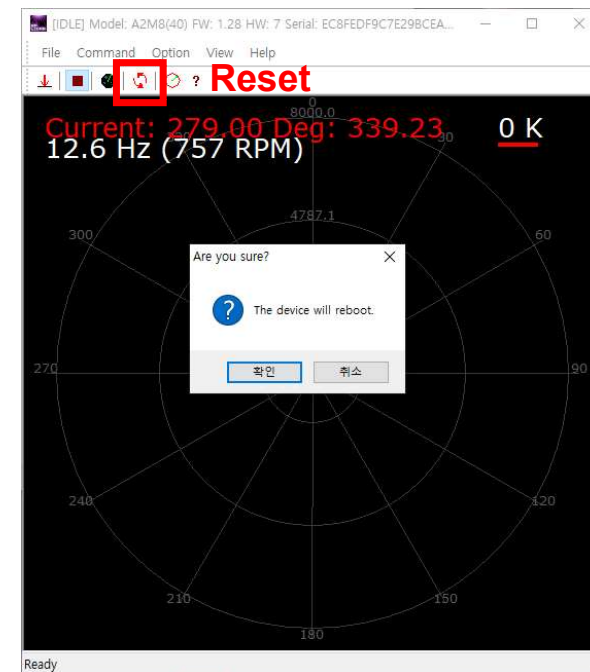 [IDLE] Model: A2M8(40) FW: 1.28 HW: 7 Serial: EC8FEDF9C7E29BCEA...
File Command Option View Help
? Reset
0
8000.0
Current: 279.00 Deg: 339.23
0 K
12.6 Hz (757 RPM)
30
4787.1
300
60
Are you sure?
The device will reboot.
확인
취소
270
90
240
120
210
150
180
Ready